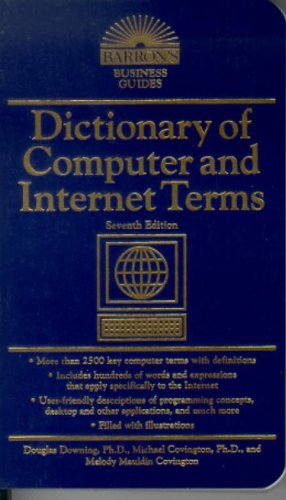 BARRON'S
BUSINESS
GUIDES
Dictionary of
Computer and
Internet Terms
Seventh Edition
• More than 2500 key computer terms with definitions
• Includes hundreds of words and expressions
that apply specifically to the Internet
• User-friendly descriptions of programming concepts,
desktop and other applications, and much more
• Filled with illustrations
Douglas Downing, Ph.D., Michael Covington, Ph.D., and
Melody Mauldin Covington